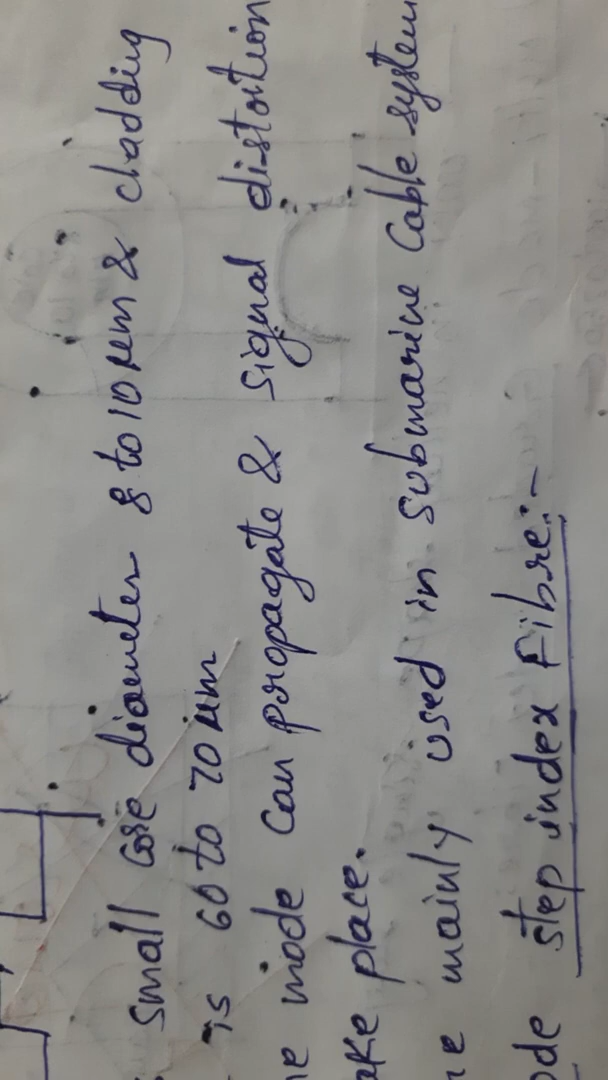 small core diameter 8 to 10 μm & cladding
is 60 to 70 μm
mode can propagate & signal distortion
place.
mainly used in submarine cable system
step index Fibre:-